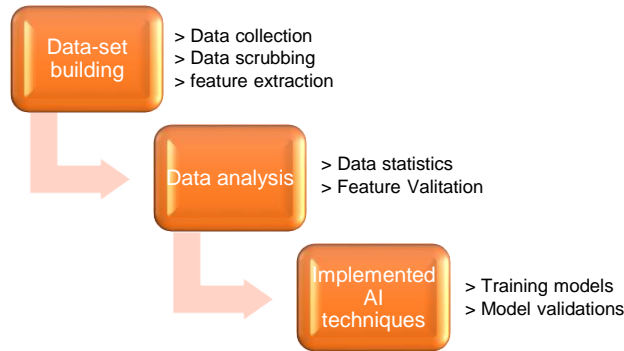 Data-set
building
> Data collection
> Data scrubbing
> feature extraction
Data analysis
> Data statistics
> Feature Valitation
Implemented
AI
techniques
> Training models
> Model validations